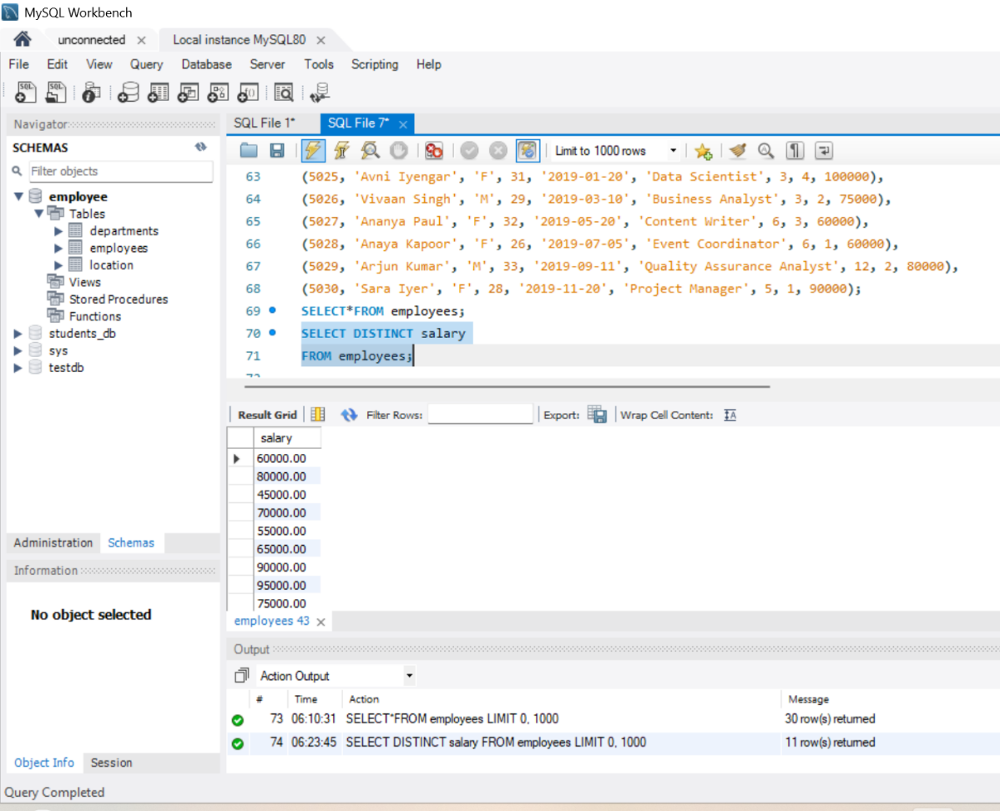 MySQL Workbench
unconnected
Local instance MySQL80
File Edit View Query Database Server Tools Scripting Help
Navigator
SCHEMAS
Filter objects
employee
Tables
departments
employees
location
Views
Stored Procedures
Functions
students_db
sys
testdb
Administration Schemas
Information
No object selected
Object Info Session
SQL File 1*
SQL File 7*
Limit to 1000 rows
63 (5025, 'Avni Iyengar', 'F', 31, '2019-01-20', 'Data Scientist', 3, 4, 100000),
64 (5026, 'Vivaan Singh', 'M', 29, '2019-03-10', 'Business Analyst', 3, 2, 75000),
65 (5027, 'Ananya Paul', 'F', 32, '2019-05-20', 'Content Writer', 6, 3, 60000),
66 (5028, 'Anaya Kapoor', 'F', 26, '2019-07-05', 'Event Coordinator', 6, 1, 60000),
67 (5029, 'Arjun Kumar', 'M', 33, '2019-09-11', 'Quality Assurance Analyst', 12, 2, 80000),
68 (5030, 'Sara Iyer', 'F', 28, '2019-11-20', 'Project Manager', 5, 1, 90000);
69 SELECT*FROM employees;
70 SELECT DISTINCT salary
71 FROM employees;
Result Grid Filter Rows: Export: Wrap Cell Content:
salary
60000.00
80000.00
45000.00
70000.00
55000.00
65000.00
90000.00
95000.00
75000.00
employees 43
Output
Action Output
# Time Action Message
73 06:10:31 SELECT*FROM employees LIMIT 0, 1000 30 row(s) returned
74 06:23:45 SELECT DISTINCT salary FROM employees LIMIT 0, 1000 11 row(s) returned
Query Completed